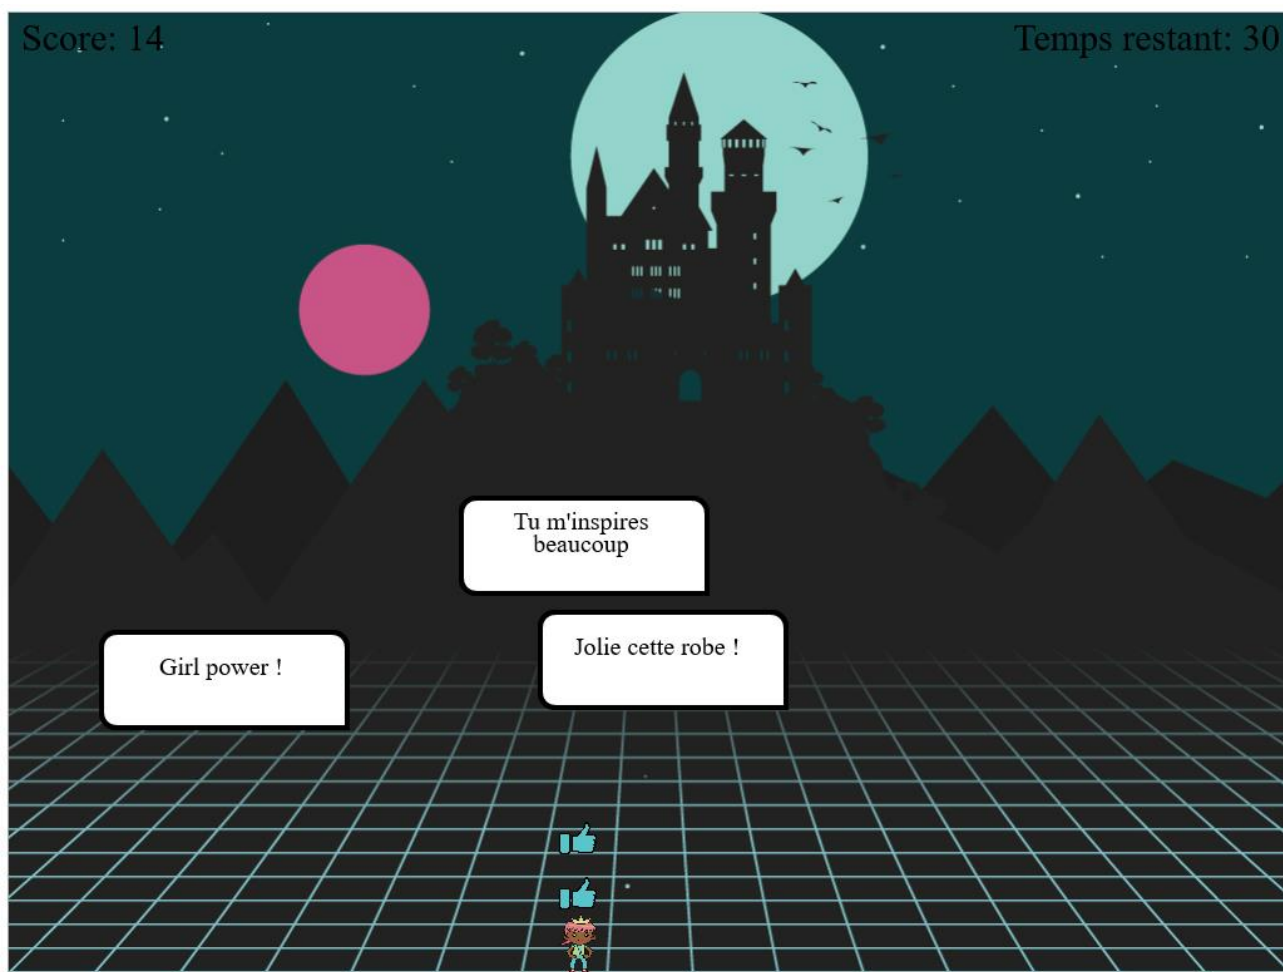 Score: 14
Temps restant: 30
Tu m'inspires
beaucoup
Jolie cette robe !
Girl power !